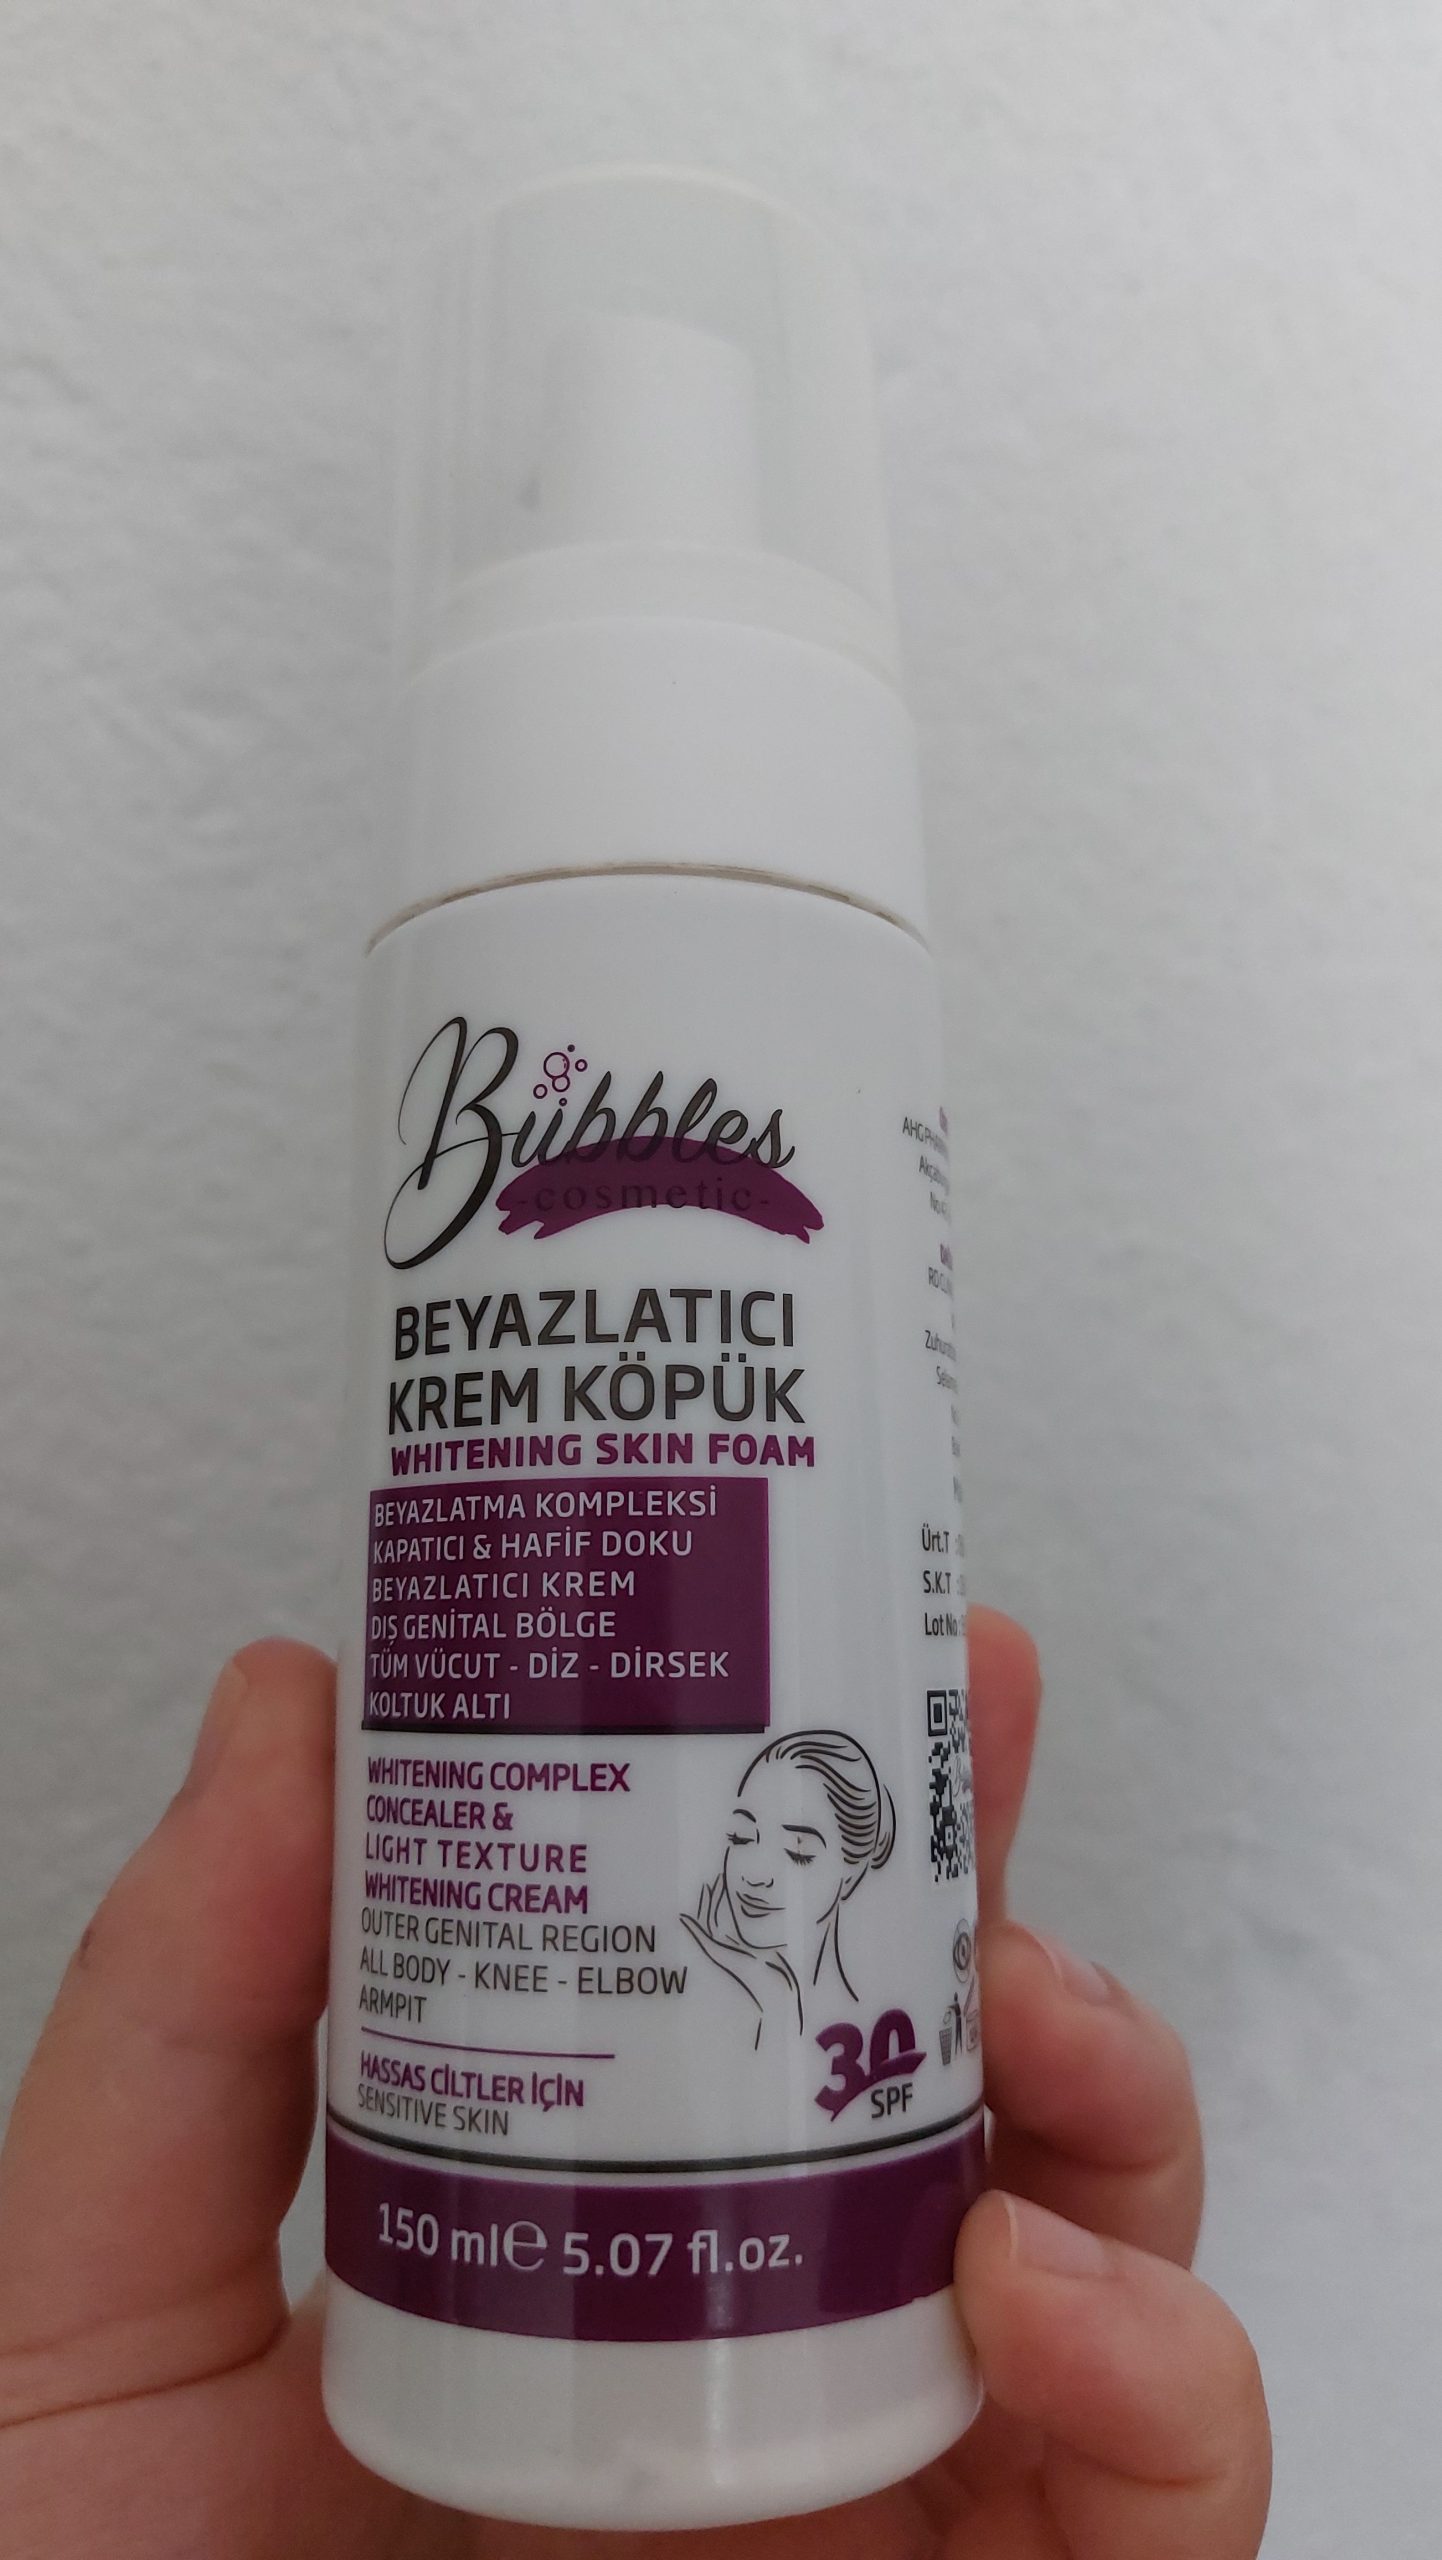 Bubbles
-cosmetic-
BEYAZLATICI
KREM KÖPÜK
WHITENING SKIN FOAM
BEYAZLATMA KOMPLEKSİ
KAPATICI & HAFİF DOKU
BEYAZLATICI KREM
DIŞ GENİTAL BÖLGE
TÜM VÜCUT - DİZ - DİRSEK
KOLTUK ALTI
WHITENING COMPLEX
CONCEALER &
LIGHT TEXTURE
WHITENING CREAM
OUTER GENITAL REGION
ALL BODY - KNEE - ELBOW
ARMPIT
HASSAS CİLTLER İÇİN
SENSITIVE SKIN
30
SPF
150 ml e 5.07 fl.oz.
Ürt.T :
S.K.T :
Lot No :